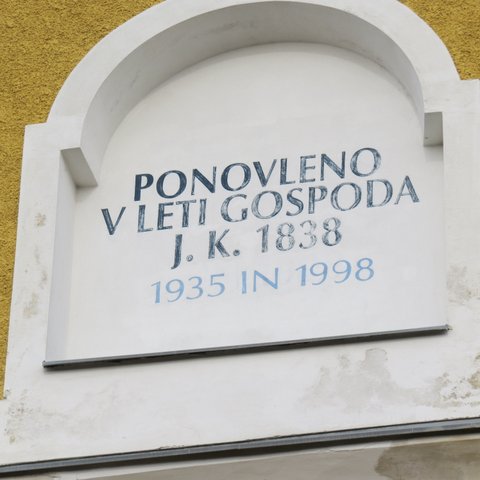 PONOVLENO
V LETI GOSPODA
J. K. 1838
1935 IN 1998